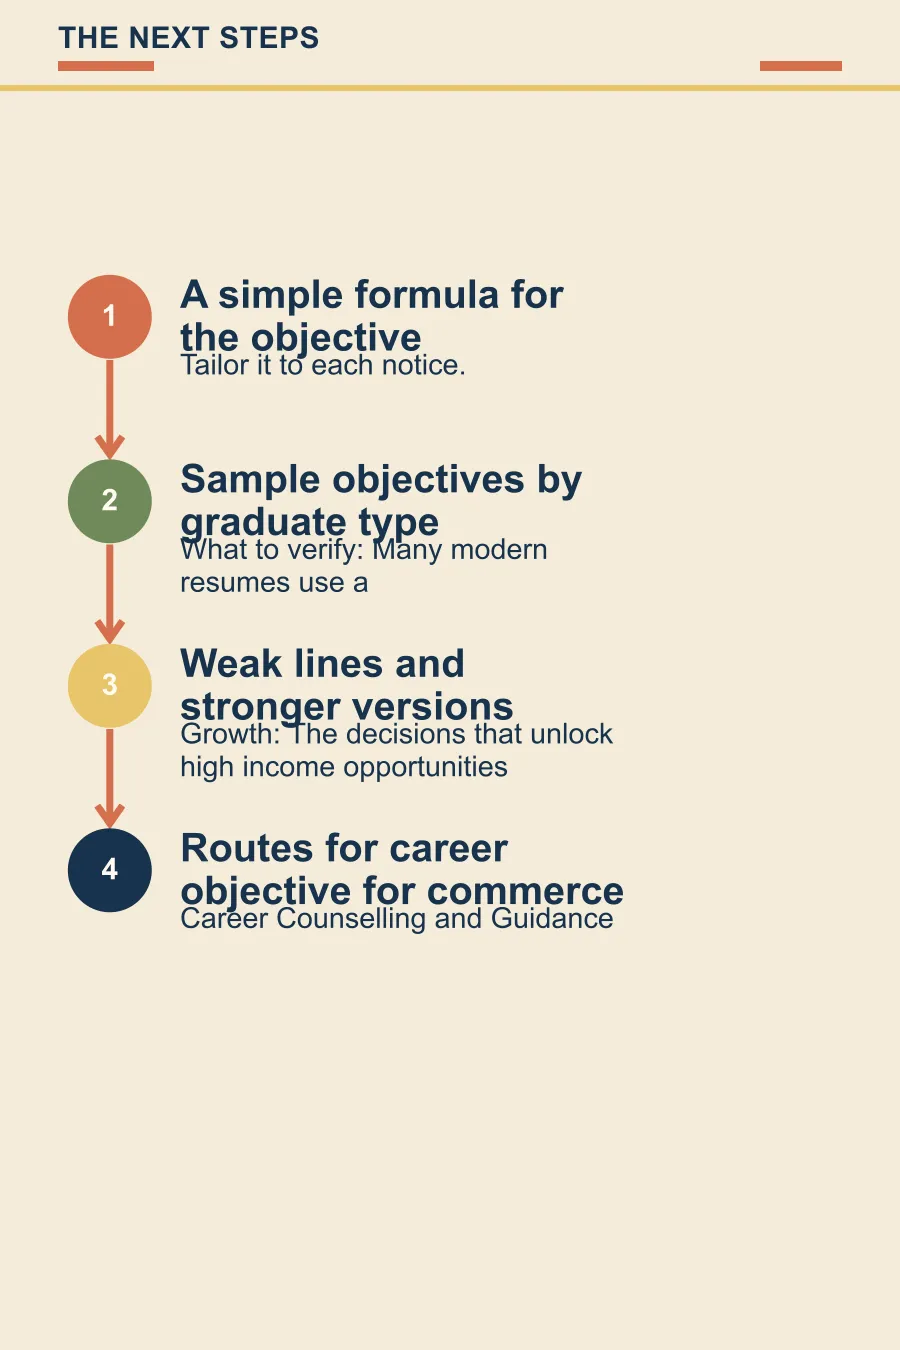 THE NEXT STEPS
1
A simple formula for
the objective
Tailor it to each notice.
2
Sample objectives by
graduate type
What to verify: Many modern
resumes use a
3
Weak lines and
stronger versions
Growth: The decisions that unlock
high income opportunities
4
Routes for career
objective for commerce
Career Counselling and Guidance